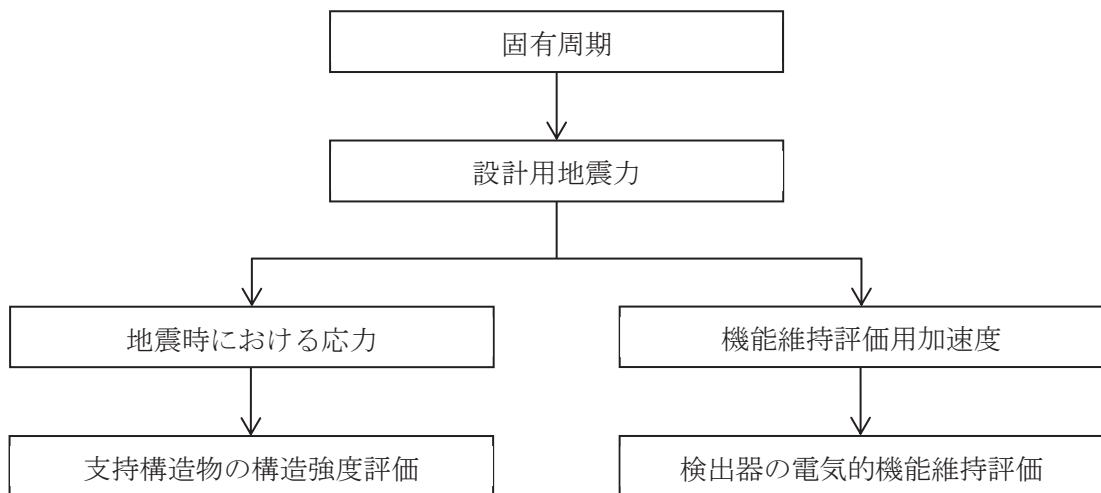 固有周期
設計用地震力
地震時における応力
機能維持評価用加速度
支持構造物の構造強度評価
検出器の電気的機能維持評価